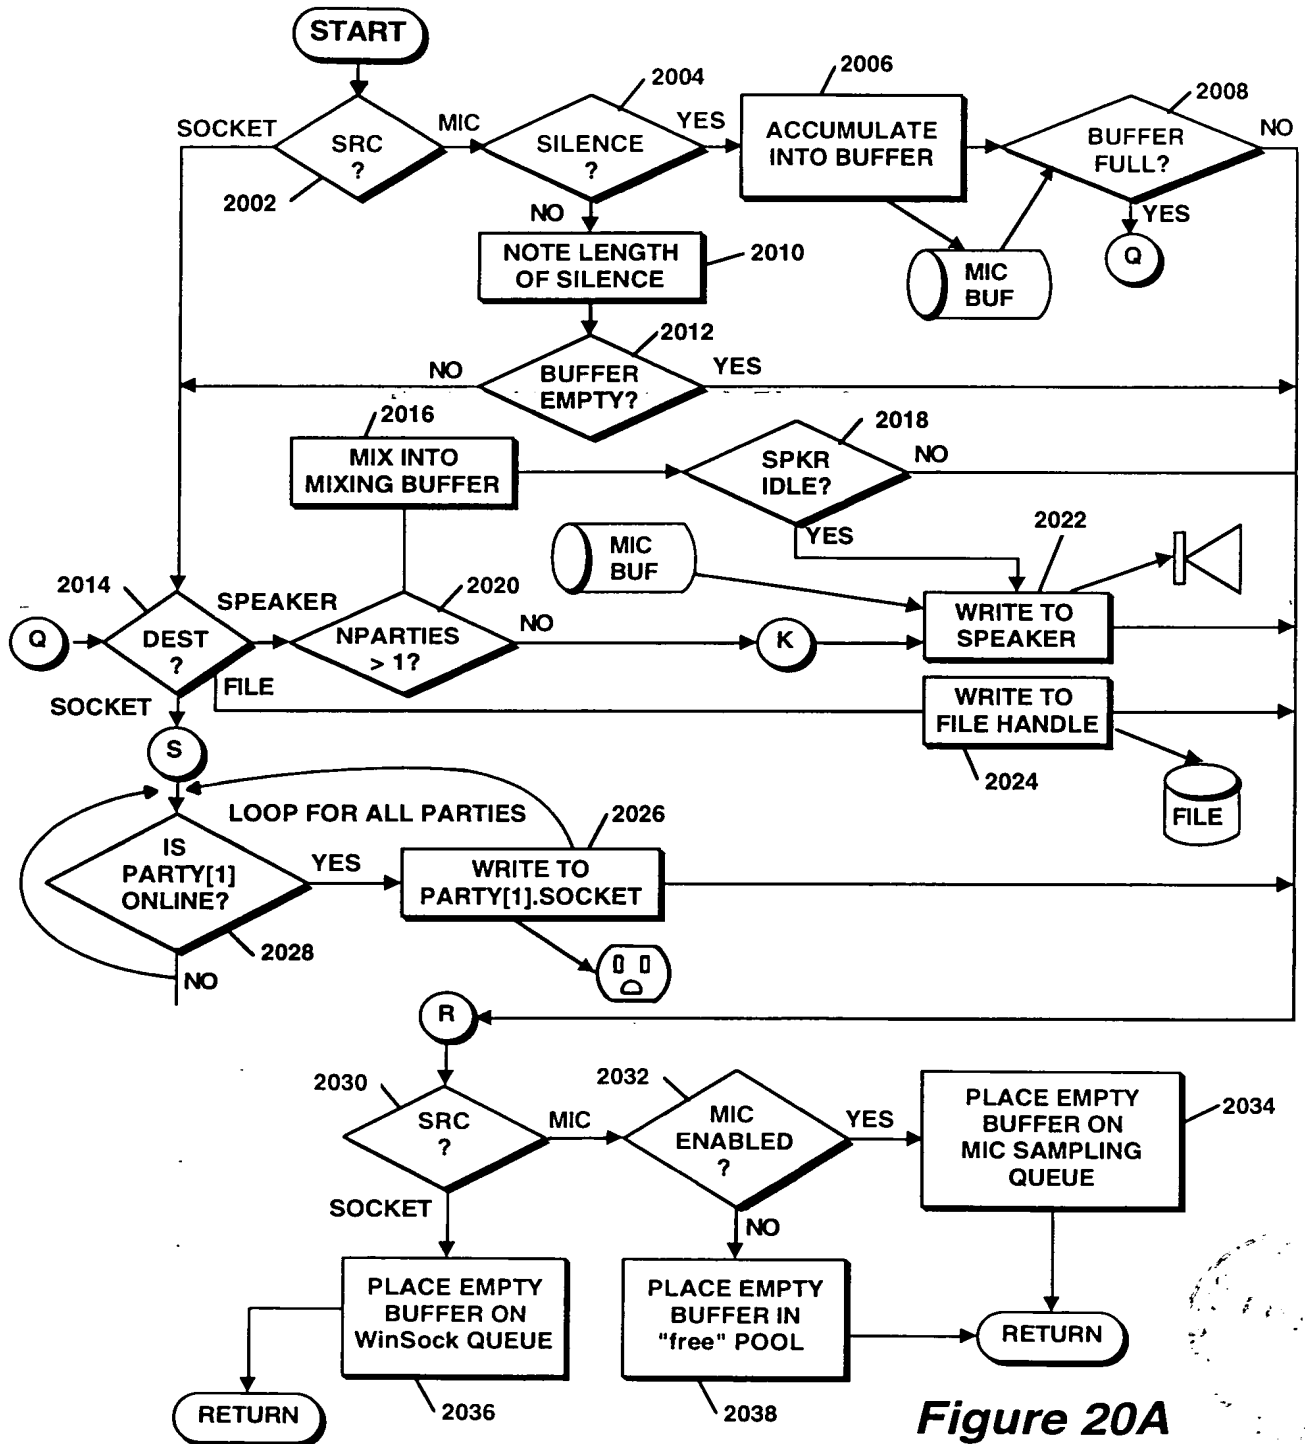 START
2004
2006
2008
SOCKET
SRC
?
MIC
SILENCE
?
YES
ACCUMULATE
INTO BUFFER
BUFFER
FULL?
NO
2002
NO
YES
NOTE LENGTH
OF SILENCE
2010
MIC
BUF
Q
2012
NO
BUFFER
EMPTY?
YES
2016
MIX INTO
MIXING BUFFER
2018
SPKR
IDLE?
NO
YES
MIC
BUF
2022
2014
SPEAKER
2020
Q
DEST
?
NPARTIES
> 1?
NO
K
WRITE TO
SPEAKER
FILE
SOCKET
WRITE TO
FILE HANDLE
S
2024
LOOP FOR ALL PARTIES
2026
FILE
IS
PARTY[1]
ONLINE?
YES
WRITE TO
PARTY[1].SOCKET
2028
NO
R
2030
2032
SRC
?
MIC
MIC
ENABLED
?
YES
PLACE EMPTY
BUFFER ON
MIC SAMPLING
QUEUE
2034
SOCKET
NO
PLACE EMPTY
BUFFER ON
WinSock QUEUE
PLACE EMPTY
BUFFER IN
"free" POOL
RETURN
RETURN
2036
2038
Figure 20A